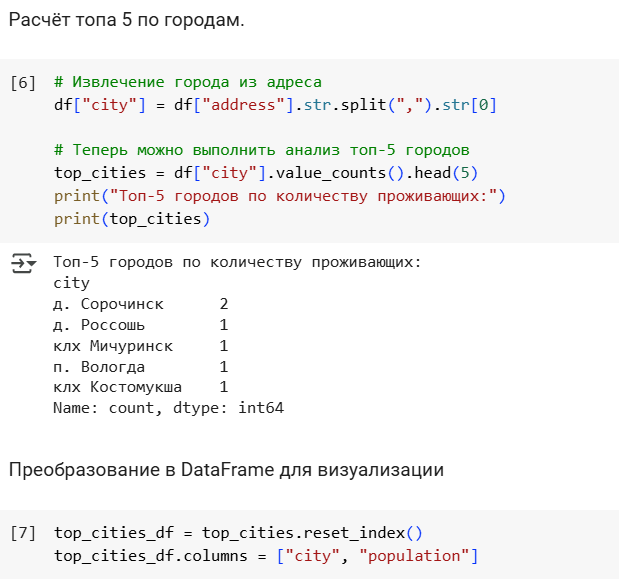 Расчёт топа 5 по городам.
[6] # Извлечение города из адреса
df["city"] = df["address"].str.split(",").str[0]
# Теперь можно выполнить анализ топ-5 городов
top_cities = df["city"].value_counts().head(5)
print("Топ-5 городов по количеству проживающих:")
print(top_cities)
Топ-5 городов по количеству проживающих:
city
д. Сорочинск 2
д. Россошь 1
клх Мичуринск 1
п. Вологда 1
клх Костомукша 1
Name: count, dtype: int64
Преобразование в DataFrame для визуализации
[7] top_cities_df = top_cities.reset_index()
top_cities_df.columns = ["city", "population"]